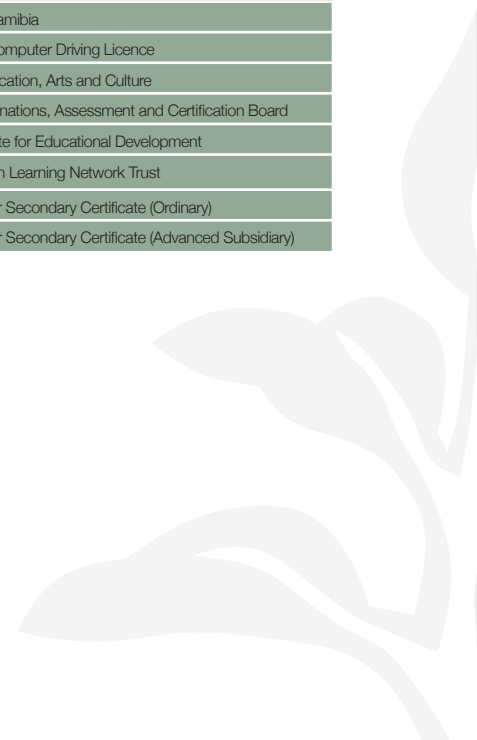 amibia
omputer Driving Licence
cation, Arts and Culture
nations, Assessment and Certification Board
te for Educational Development
n Learning Network Trust
r Secondary Certificate (Ordinary)
r Secondary Certificate (Advanced Subsidiary)